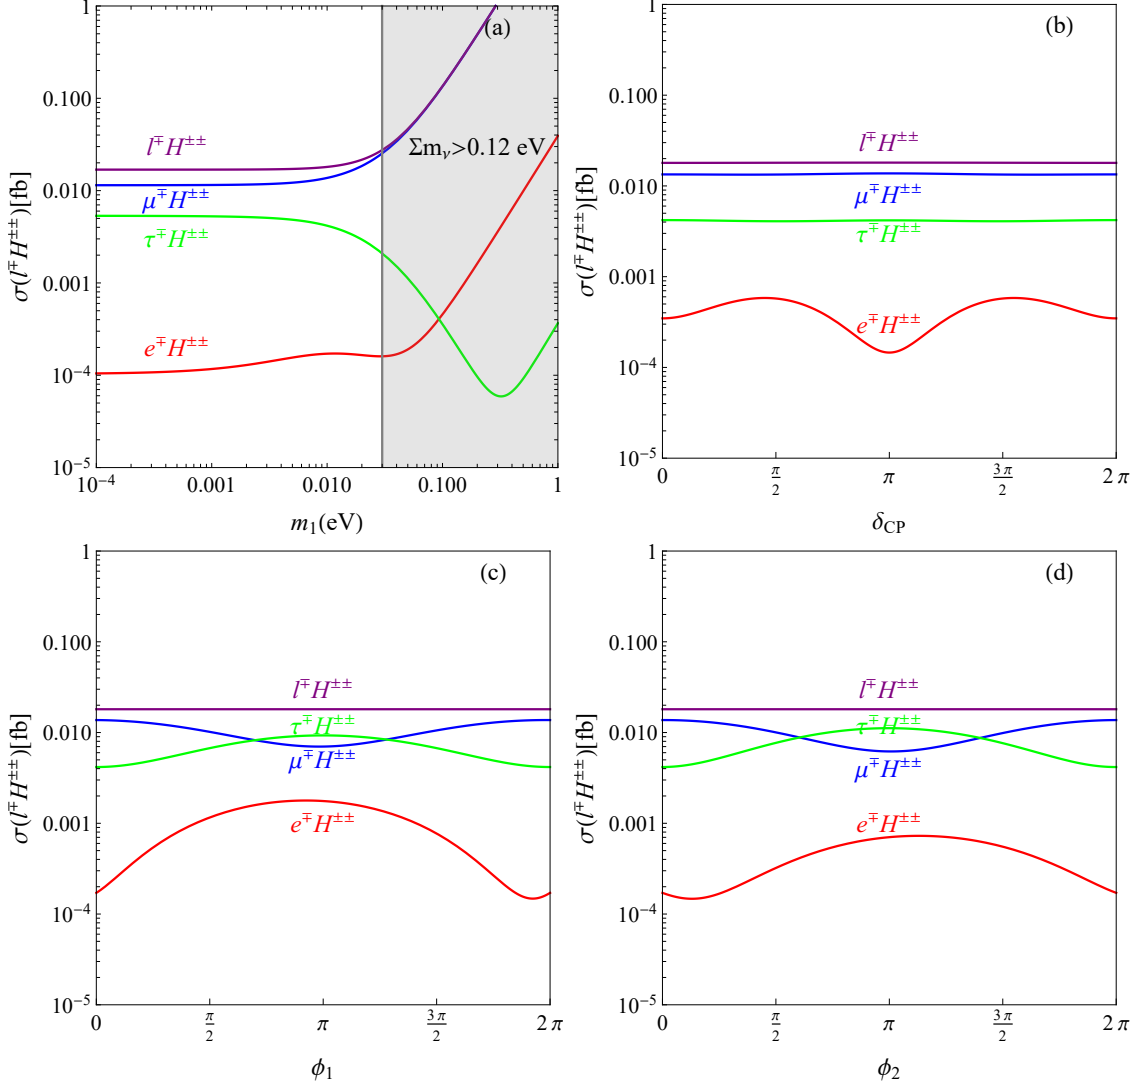 (a)
1
0.100
0.010
0.001
10⁻⁴
10⁻⁵
σ(l∓H±±)[fb]
Σmν>0.12 eV
l∓H±±
μ∓H±±
τ∓H±±
e∓H±±
10⁻⁴ 0.001 0.010 0.100 1
m₁(eV)
(b)
1
0.100
0.010
0.001
10⁻⁴
10⁻⁵
σ(l∓H±±)[fb]
l∓H±±
μ∓H±±
τ∓H±±
e∓H±±
0 π/2 π 3π/2 2π
δCP
(c)
1
0.100
0.010
0.001
10⁻⁴
10⁻⁵
σ(l∓H±±)[fb]
l∓H±±
τ∓H±±
μ∓H±±
e∓H±±
0 π/2 π 3π/2 2π
ϕ₁
(d)
1
0.100
0.010
0.001
10⁻⁴
10⁻⁵
σ(l∓H±±)[fb]
l∓H±±
τ∓H±±
μ∓H±±
e∓H±±
0 π/2 π 3π/2 2π
ϕ₂